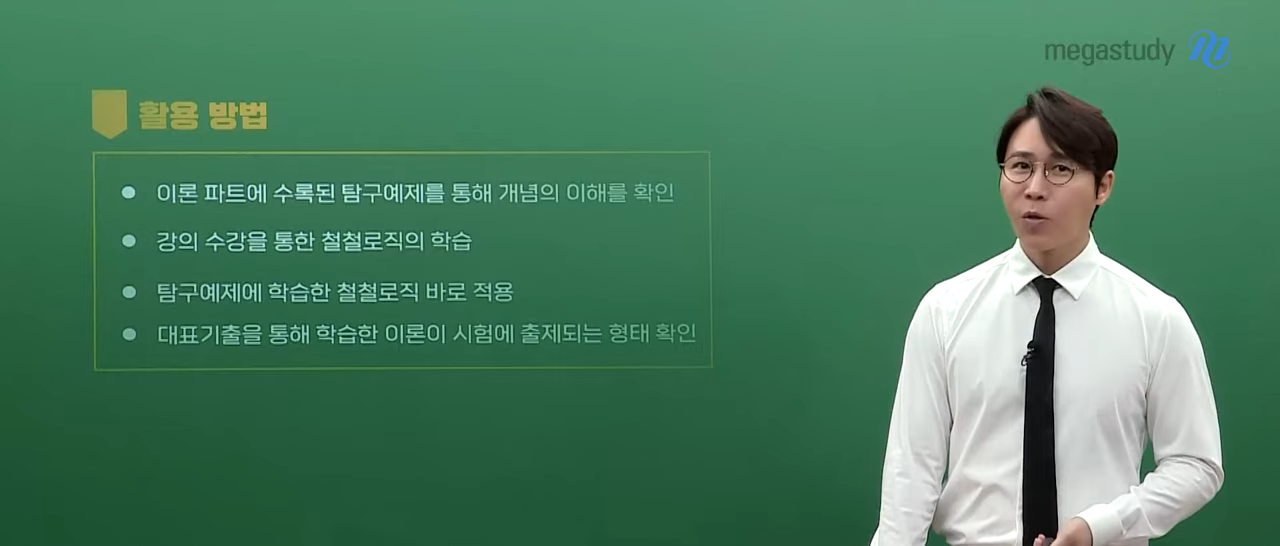 megastudy
활용 방법
이론 파트에 수록된 탐구예제를 통해 개념의 이해를 확인
강의 수강을 통한 철철로직의 학습
탐구예제에 학습한 철철로직 바로 적용
대표기출을 통해 학습한 이론이 시험에 출제되는 형태 확인